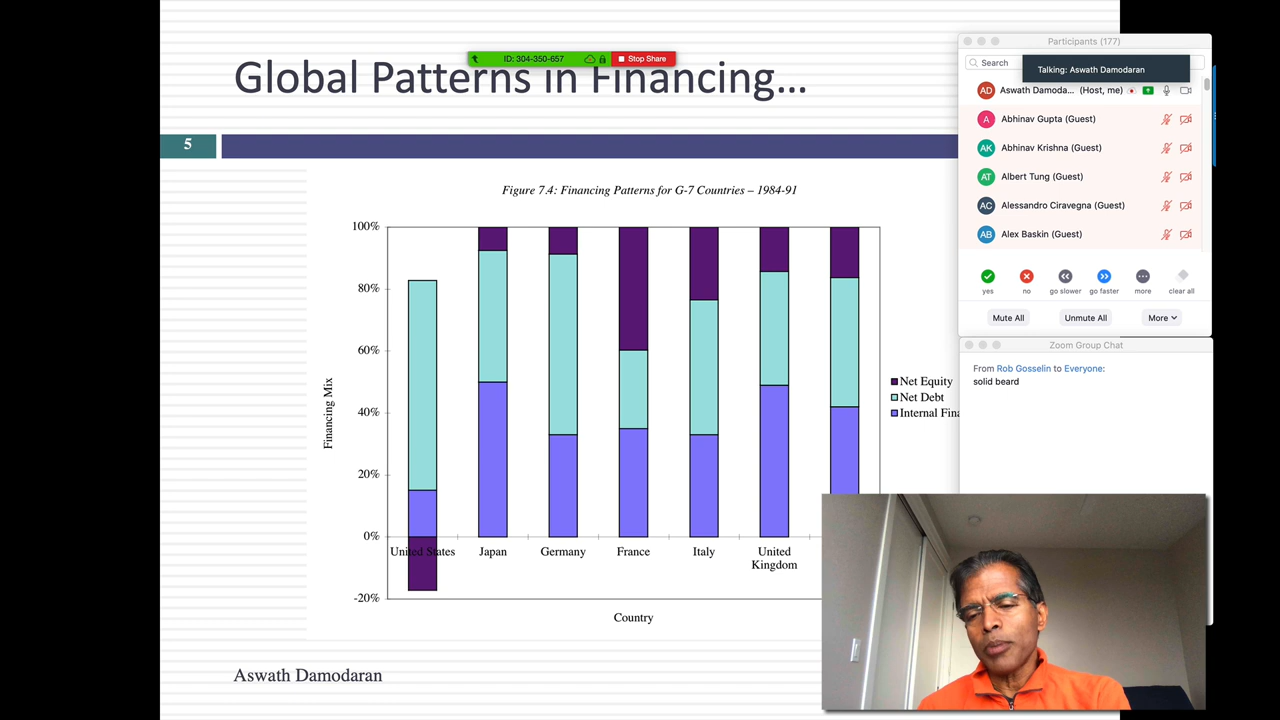 Global Patterns in Financing...
ID: 304-350-657
Stop Share
5
Figure 7.4: Financing Patterns for G-7 Countries – 1984-91
100%
80%
60%
40%
20%
0%
-20%
Financing Mix
United States
Japan
Germany
France
Italy
United
Kingdom
Country
Net Equity
Net Debt
Internal Fina
Aswath Damodaran
Participants (177)
Search
Talking: Aswath Damodaran
AD Aswath Damoda... (Host, me)
A Abhinav Gupta (Guest)
AK Abhinav Krishna (Guest)
AT Albert Tung (Guest)
AC Alessandro Ciravegna (Guest)
AB Alex Baskin (Guest)
yes no go slower go faster more clear all
Mute All Unmute All More
Zoom Group Chat
From Rob Gosselin to Everyone:
solid beard